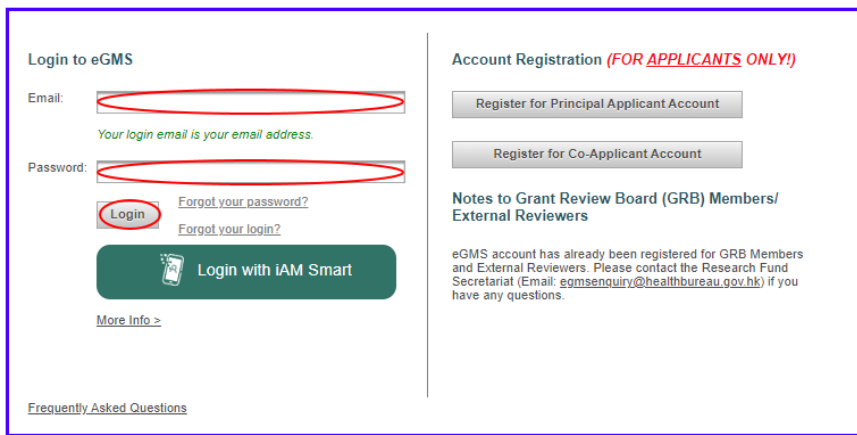 Login to eGMS
Email:
Your login email is your email address.
Password:
Login
Forgot your password?
Forgot your login?
Login with iAM Smart
More Info >
Frequently Asked Questions
Account Registration (FOR APPLICANTS ONLY!)
Register for Principal Applicant Account
Register for Co-Applicant Account
Notes to Grant Review Board (GRB) Members/
External Reviewers
eGMS account has already been registered for GRB Members
and External Reviewers. Please contact the Research Fund
Secretariat (Email: egmsenquiry@healthbureau.gov.hk) if you
have any questions.